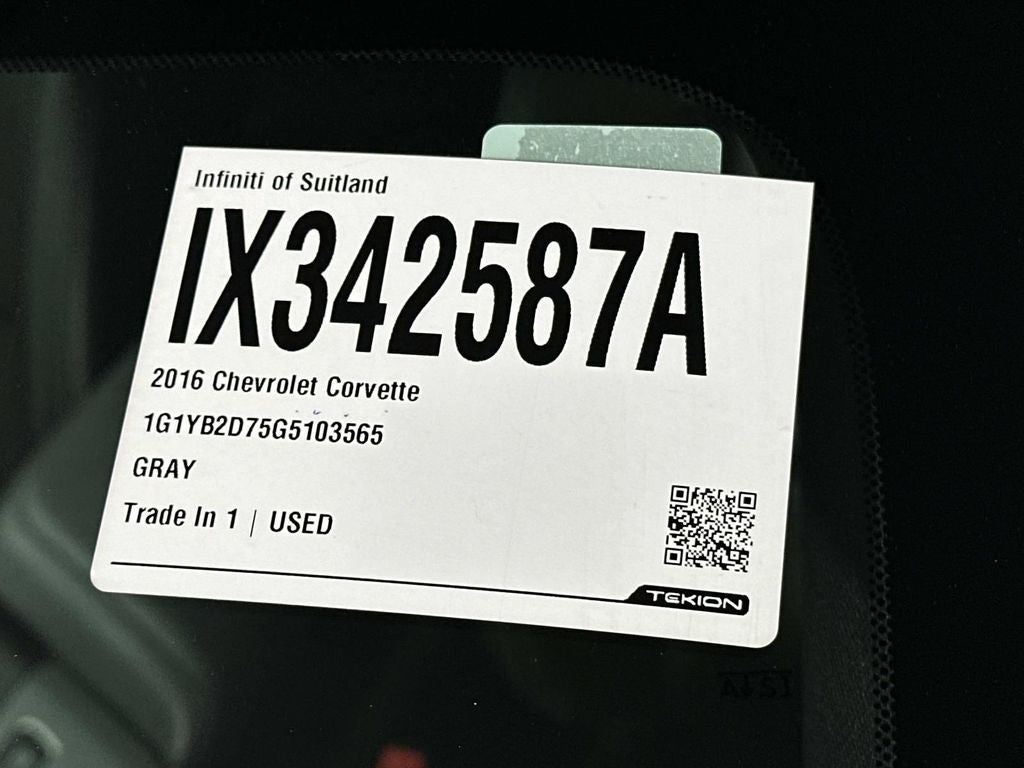 Infiniti of Suitland
IX342587A
2016 Chevrolet Corvette
1G1YB2D75G5103565
GRAY
Trade In 1 | USED
TEKION